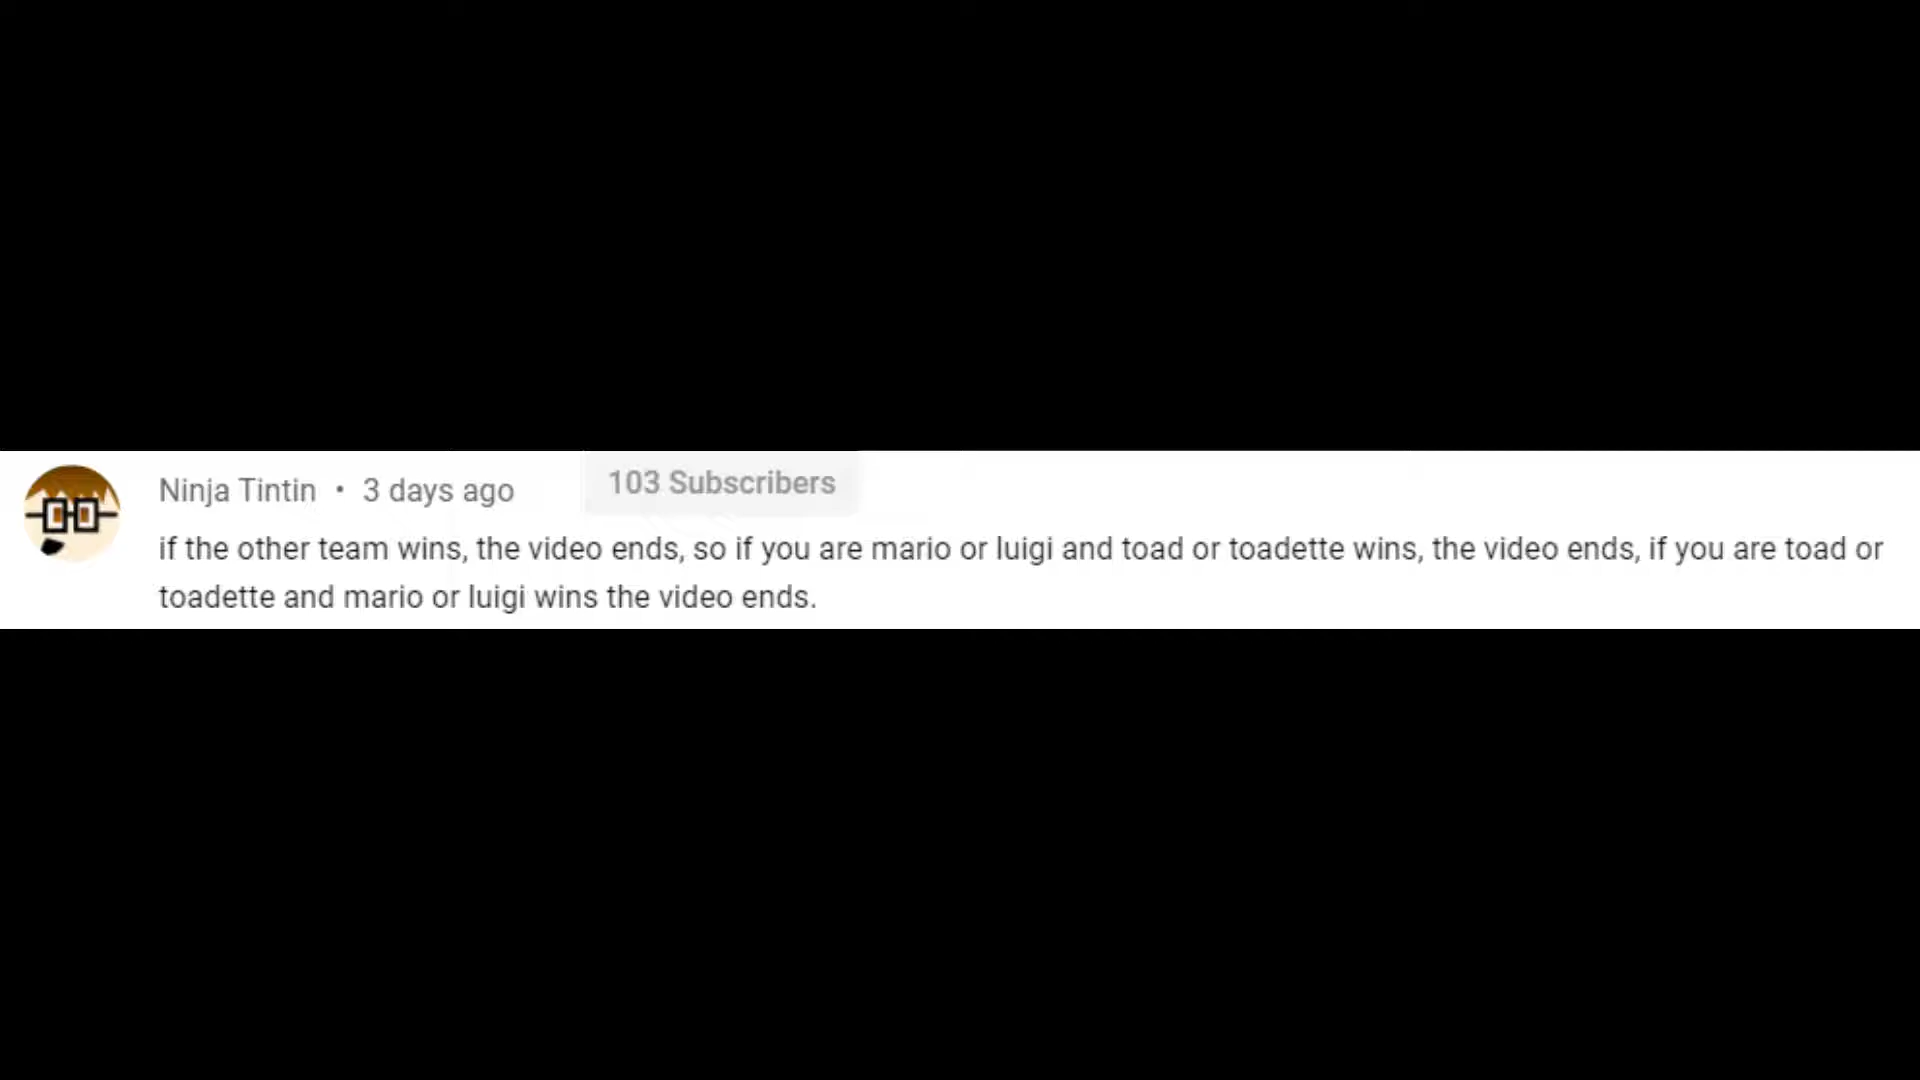 Ninja Tintin • 3 days ago 103 Subscribers
if the other team wins, the video ends, so if you are mario or luigi and toad or toadette wins, the video ends, if you are toad or
toadette and mario or luigi wins the video ends.